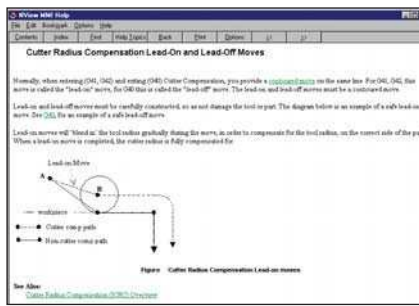 NView MMI Help
File Edit Bookmark Options Help
Contents Index Find Help Topics Back Print Options << >>
Cutter Radius Compensation Lead-On and Lead-Off Moves
Normally, when entering (G41, G42) and exiting (G40) Cutter Compensation, you provide a contoured move on the same line. For G41, G42, this
move is called the "lead-on" move, for G40 this is called the "lead-off" move. The lead-on and lead-off moves must be a contoured move.
Lead-on and lead-off moves must be carefully constructed, so as not damage the tool or part. The diagram below is an example of a safe lead-on
move. See G40, for an example of a safe lead-off move.
Lead-on moves will 'blend in' the tool radius gradually during the move, in order to compensate for the tool radius, on the correct side of the pa
When a lead-on move is completed, the cutter radius is fully compensated for.
Lead-on Move
A
B
workpiece
Cutter comp path
Non-cutter comp path
Figure Cutter Radius Compensation Lead-on moves
See Also:
Cutter Radius Compensation (ICRC) Overview